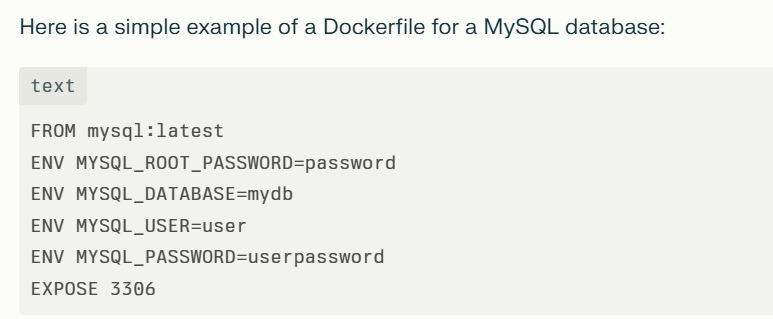 Here is a simple example of a Dockerfile for a MySQL database:
text
FROM mysql:latest
ENV MYSQL_ROOT_PASSWORD=password
ENV MYSQL_DATABASE=mydb
ENV MYSQL_USER=user
ENV MYSQL_PASSWORD=userpassword
EXPOSE 3306